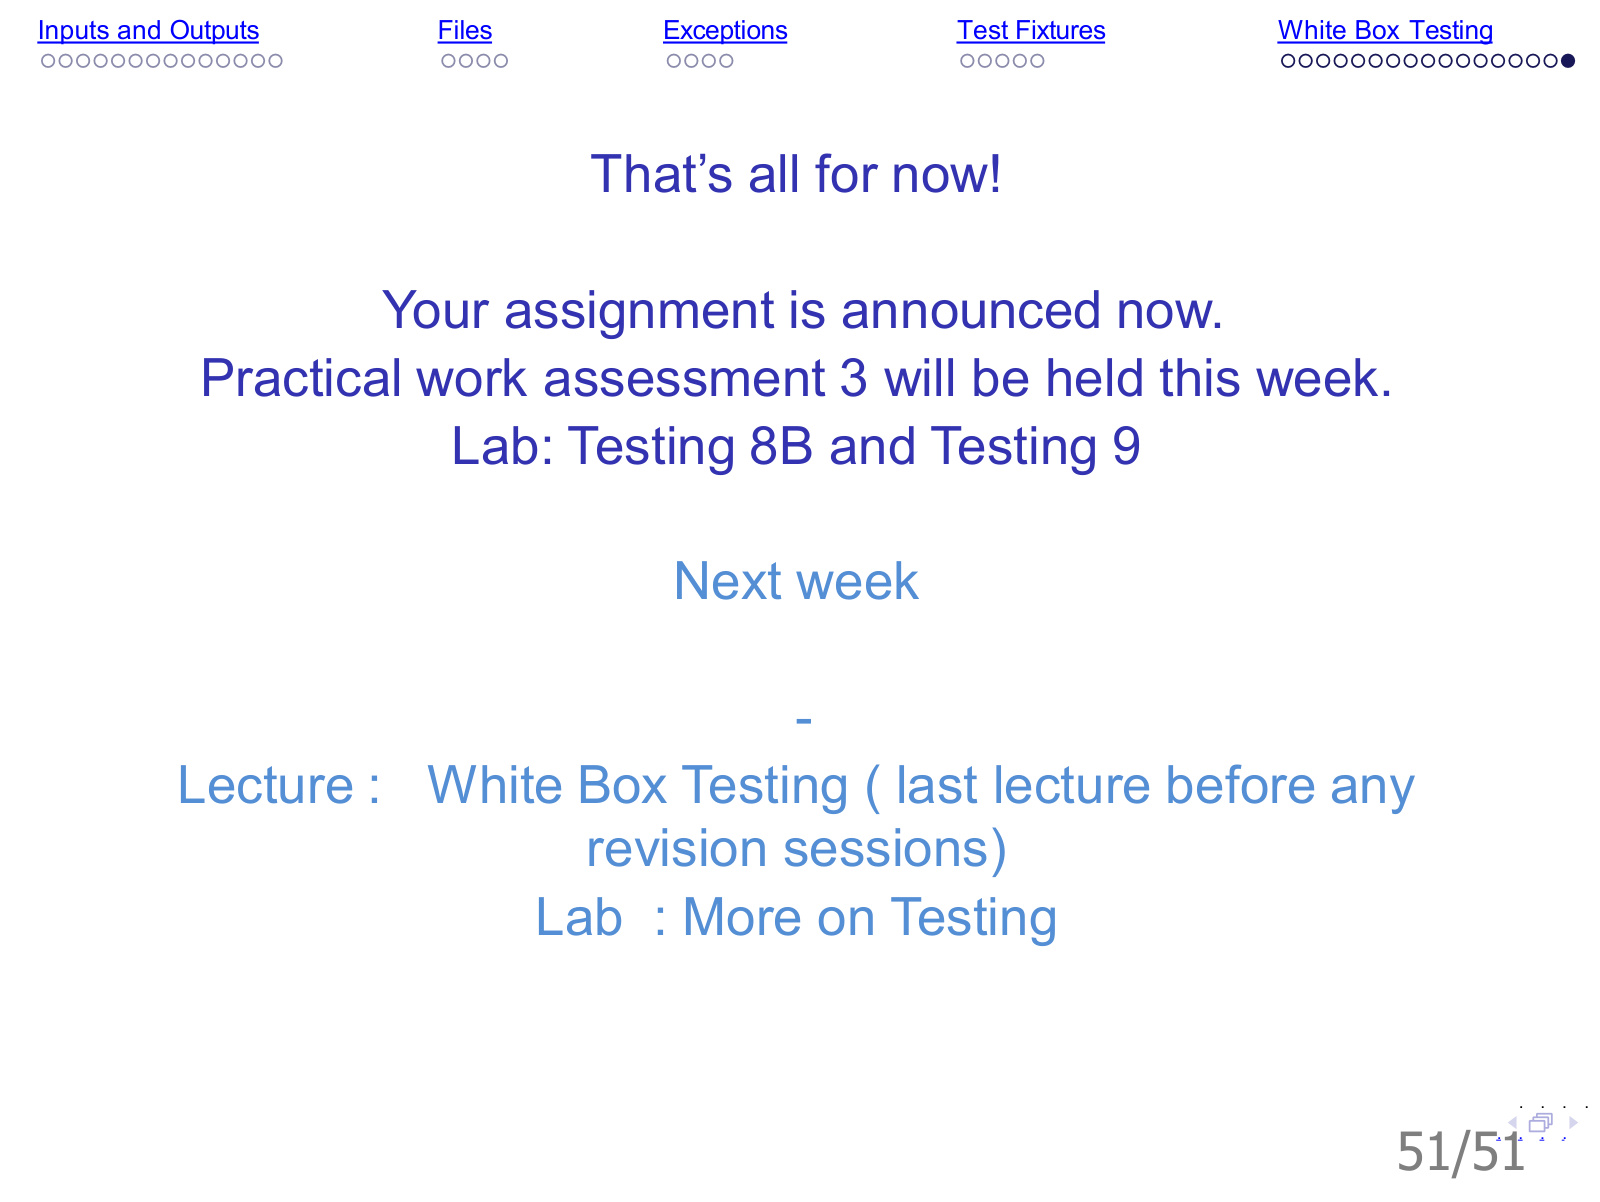 Inputs and Outputs Files Exceptions Test Fixtures White Box Testing
That’s all for now!
Your assignment is announced now.
Practical work assessment 3 will be held this week.
Lab: Testing 8B and Testing 9
Next week
-
Lecture : White Box Testing ( last lecture before any
revision sessions)
Lab : More on Testing
51/51